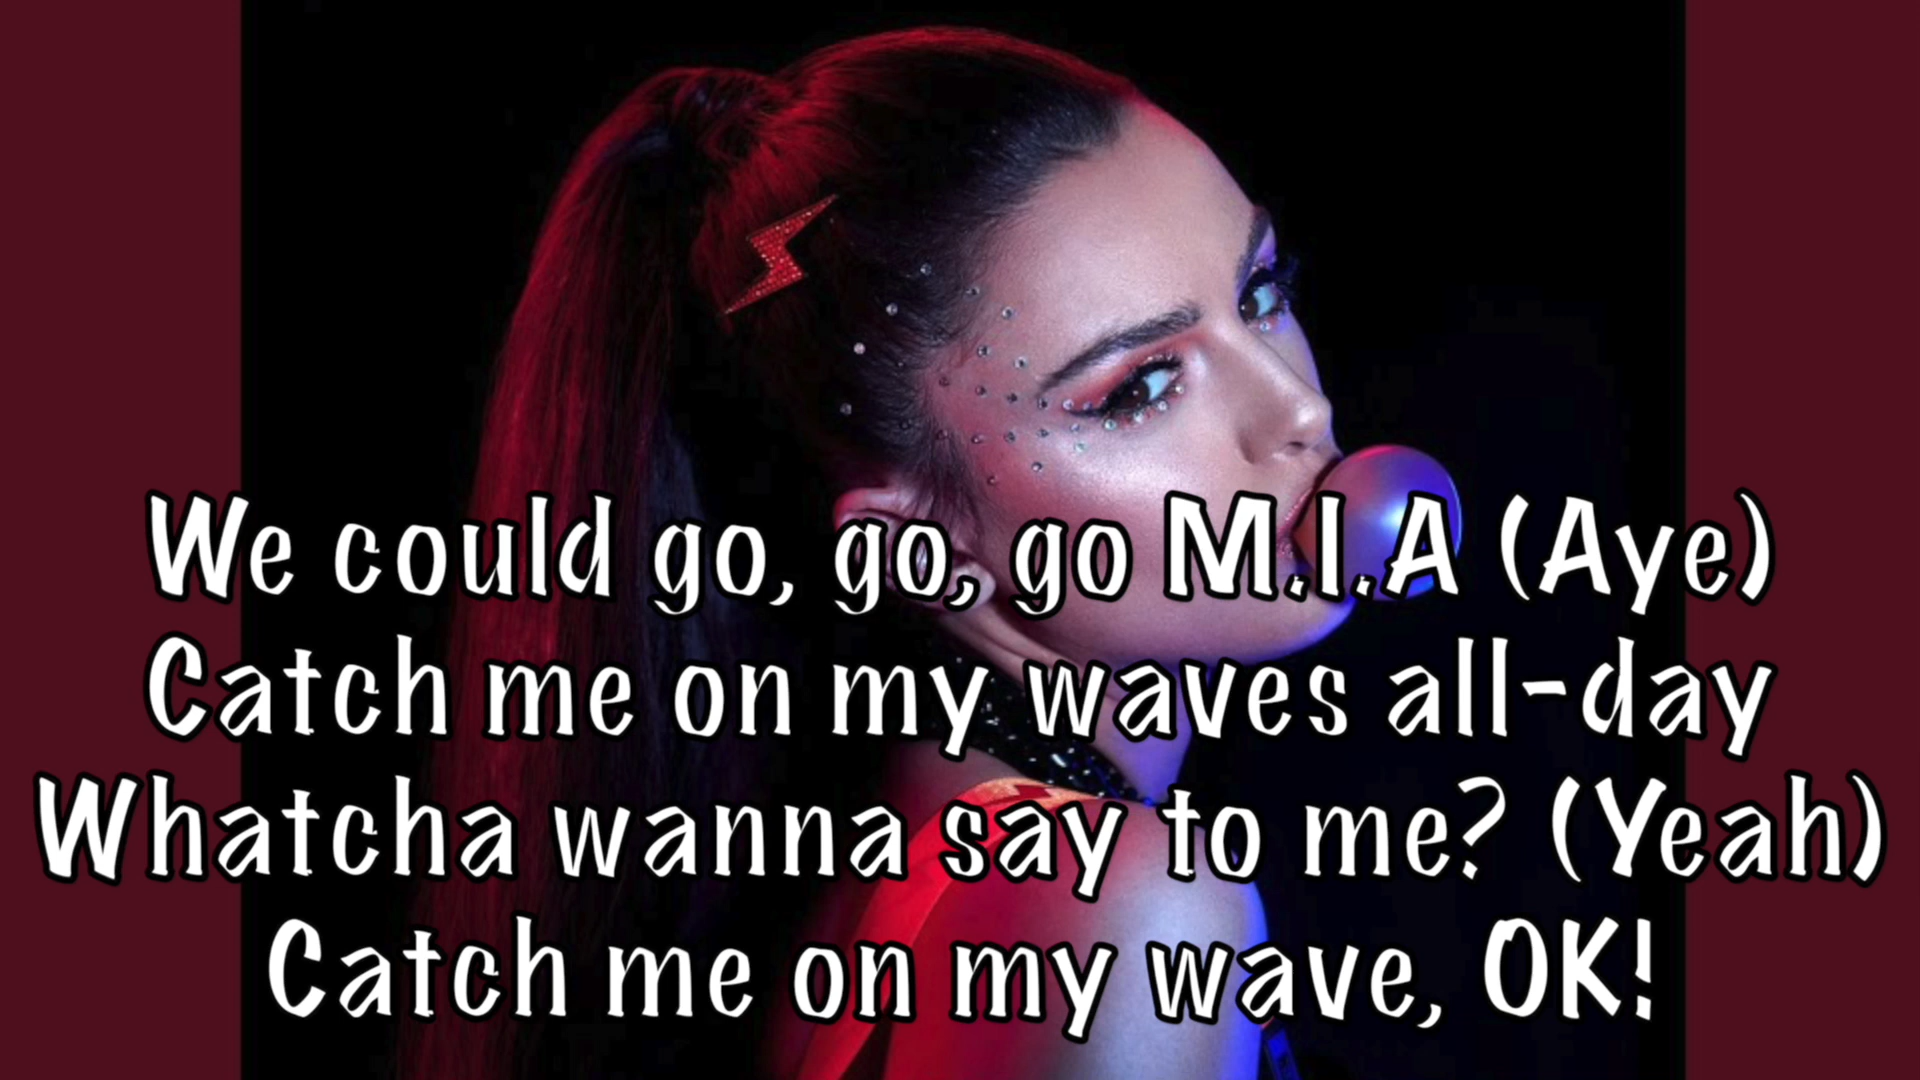 We could go, go, go M.I.A (Aye)
Catch me on my waves all-day
Whatcha wanna say to me? (Yeah)
Catch me on my wave, OK!